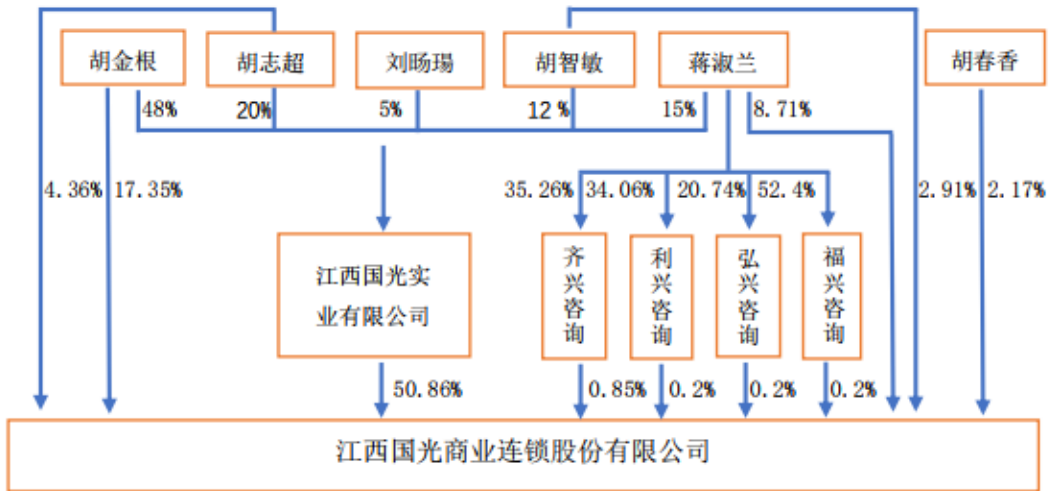 胡金根
胡志超
刘旸瑒
胡智敏
蒋淑兰
胡春香
48%
20%
5%
12 %
15%
8.71%
4.36%
17.35%
35.26%
34.06%
20.74%
52.4%
2.91%
2.17%
江西国光实
业有限公司
齐兴咨询
利兴咨询
弘兴咨询
福兴咨询
50.86%
0.85%
0.2%
0.2%
0.2%
江西国光商业连锁股份有限公司